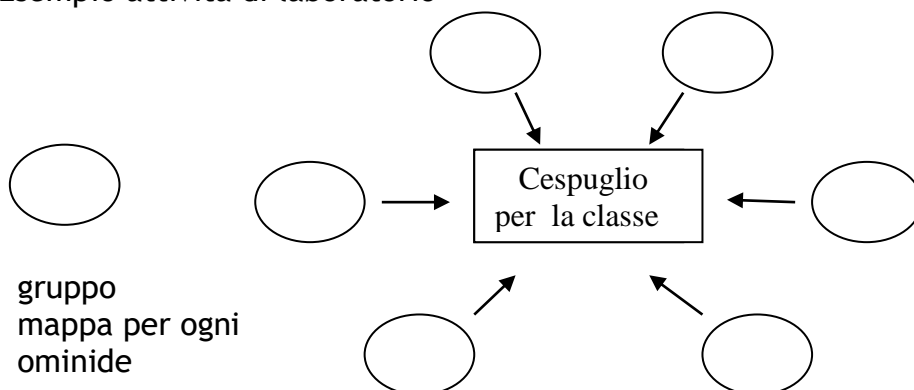 Esempio attività di laboratorio
Cespuglio
per la classe
gruppo
mappa per ogni
ominide